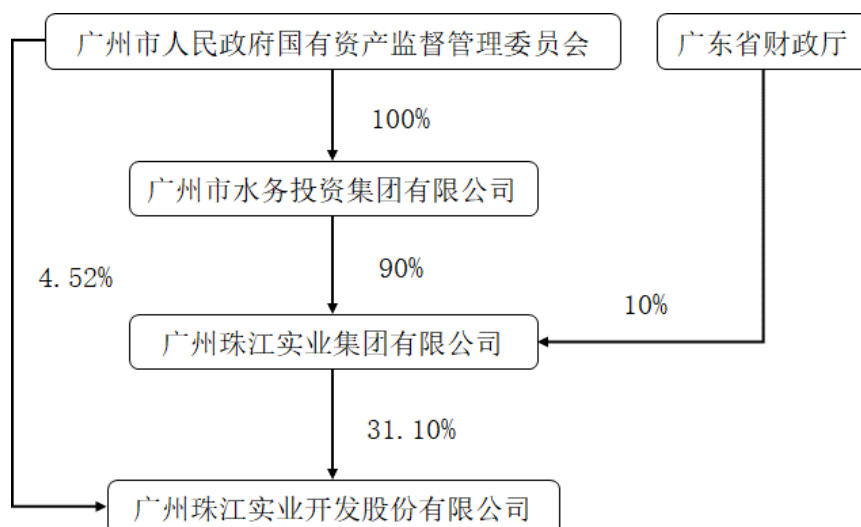 广州市人民政府国有资产监督管理委员会
广东省财政厅
100%
广州市水务投资集团有限公司
4.52%
90%
10%
广州珠江实业集团有限公司
31.10%
广州珠江实业开发股份有限公司